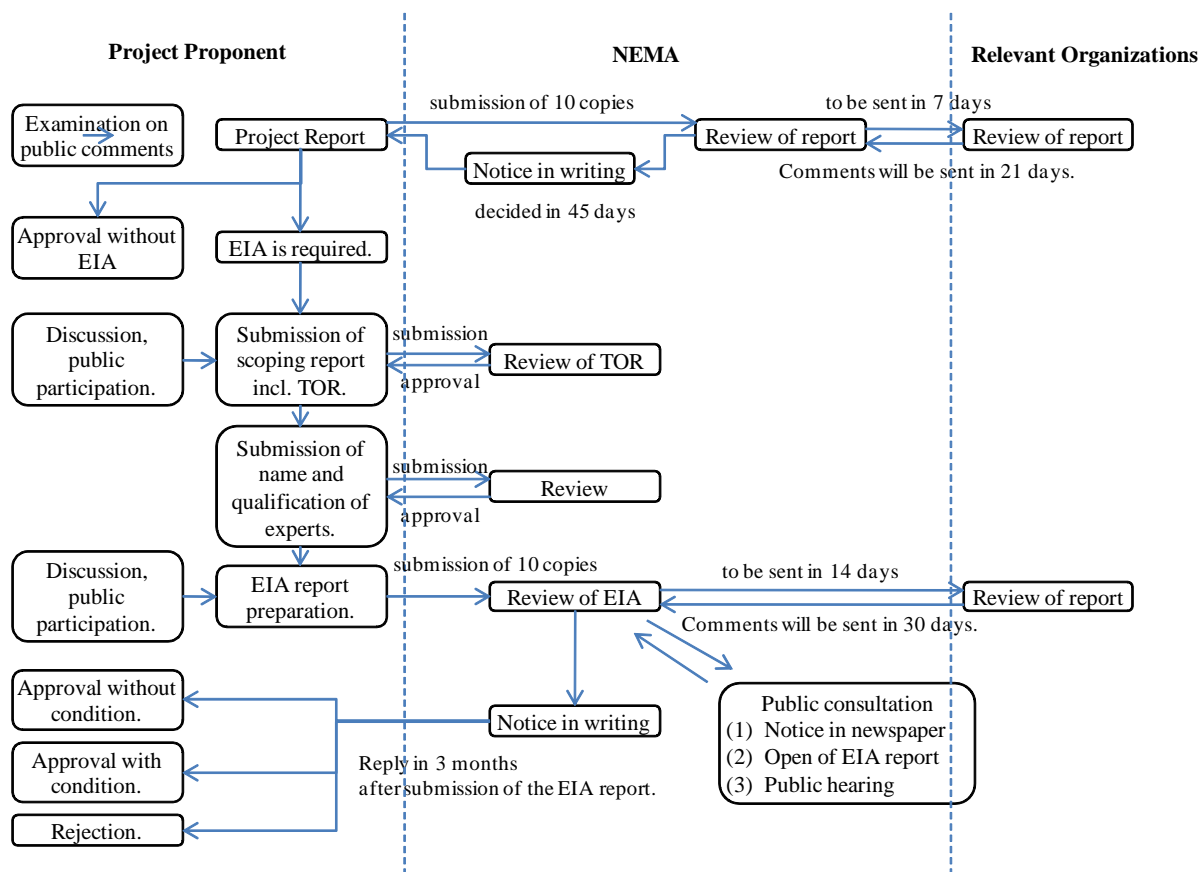 Project Proponent
NEMA
Relevant Organizations
Examination on
public comments
Project Report
submission of 10 copies
Review of report
to be sent in 7 days
Review of report
Notice in writing
Comments will be sent in 21 days.
decided in 45 days
Approval without
EIA
EIA is required.
Discussion,
public
participation.
Submission of
scoping report
incl. TOR.
submission
approval
Review of TOR
Submission of
name and
qualification of
experts.
submission
approval
Review
Discussion,
public
participation.
EIA report
preparation.
submission of 10 copies
Review of EIA
to be sent in 14 days
Review of report
Comments will be sent in 30 days.
Approval without
condition.
Notice in writing
Public consultation
(1) Notice in newspaper
(2) Open of EIA report
(3) Public hearing
Approval with
condition.
Reply in 3 months
after submission of the EIA report.
Rejection.